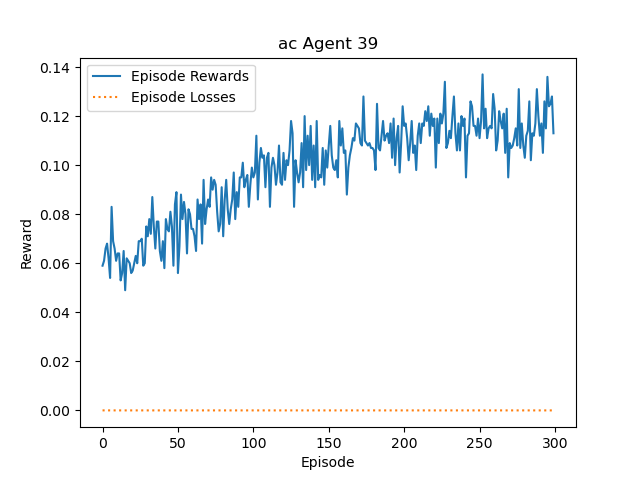 ac Agent 39
Episode Rewards
Episode Losses
Reward
0.14
0.12
0.10
0.08
0.06
0.04
0.02
0.00
0 50 100 150 200 250 300
Episode